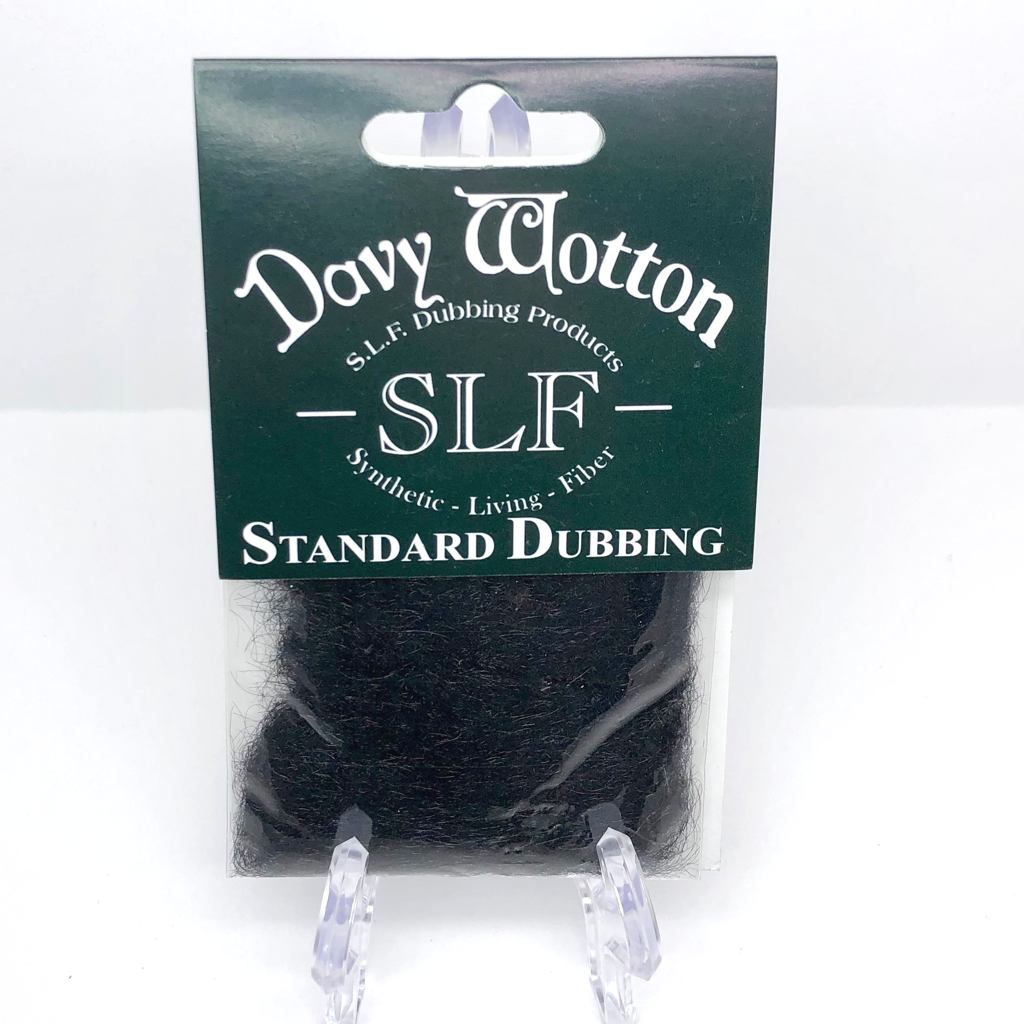 Davy Wotton
S.L.F. Dubbing Products
SLF
Synthetic - Living - Fiber
STANDARD DUBBING